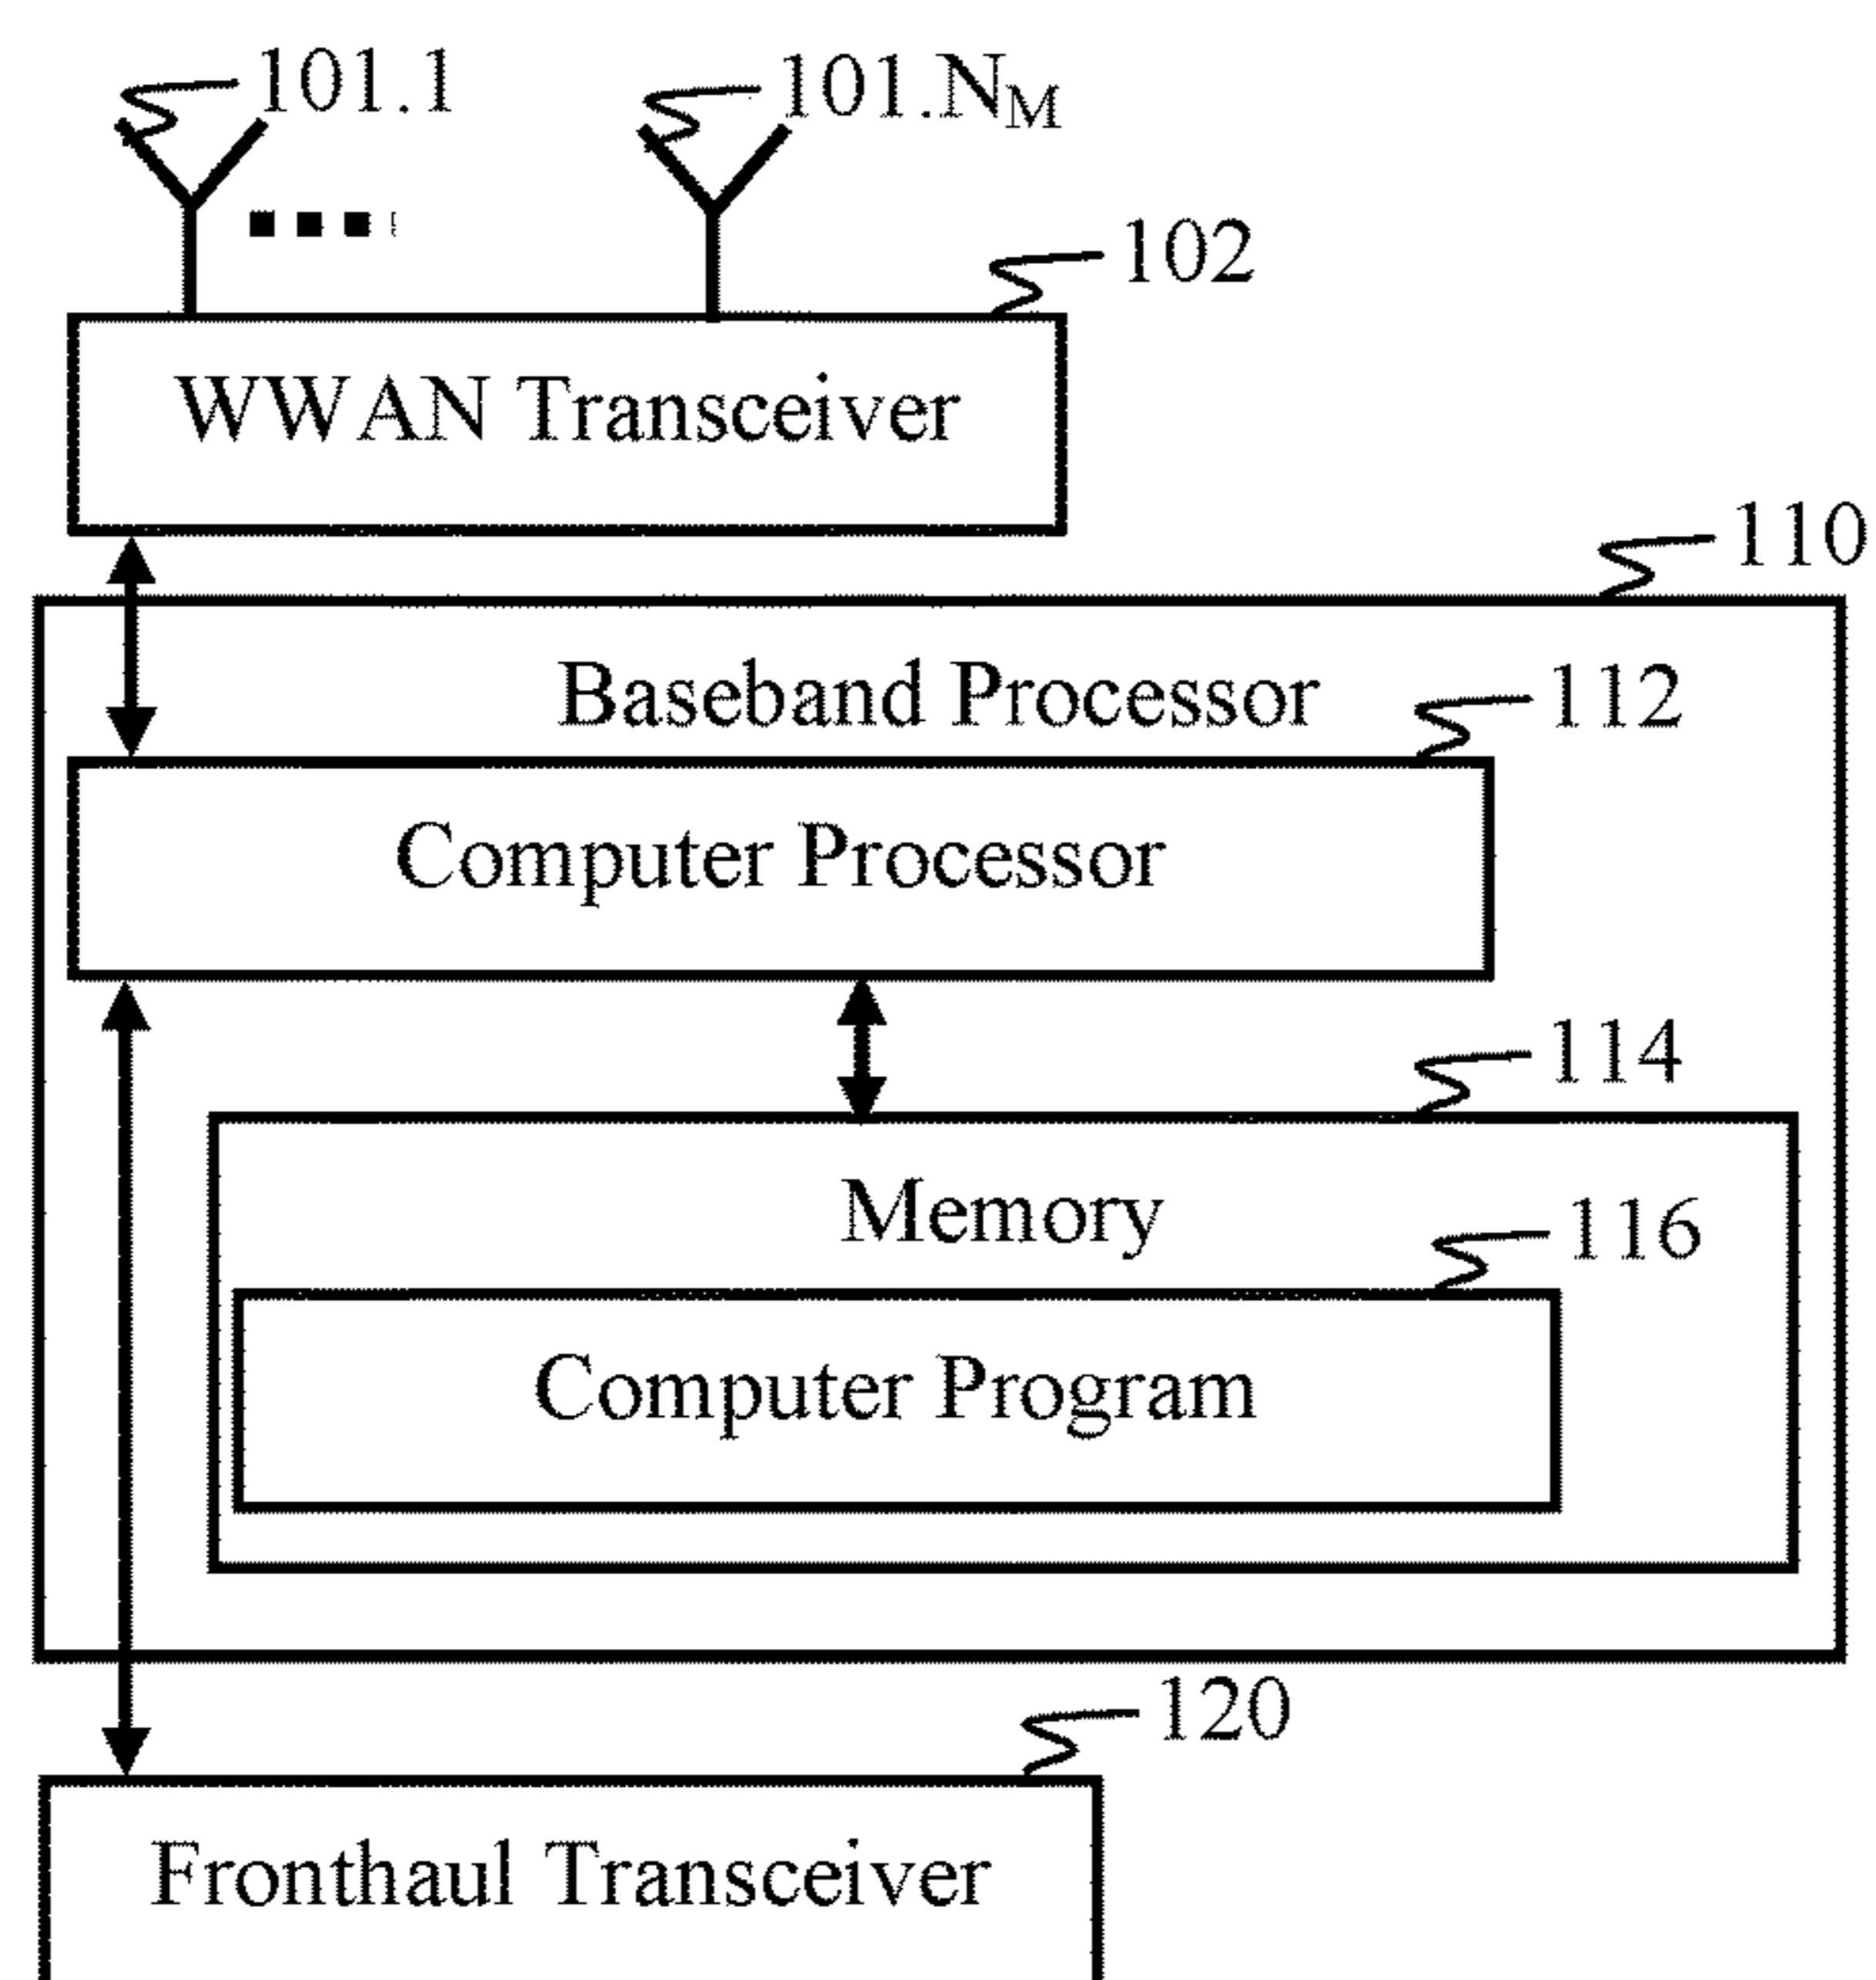 101.1 101.NM
102
WWAN Transceiver
110
Baseband Processor 112
Computer Processor
114
Memory
116
Computer Program
120
Fronthaul Transceiver